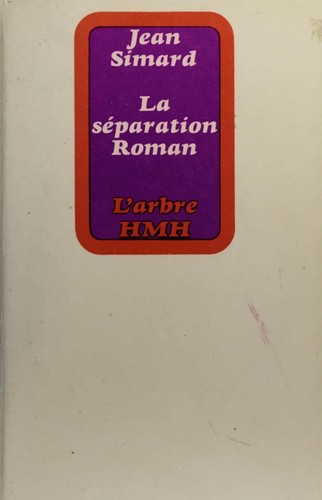 Jean
Simard
La
séparation
Roman
L'arbre
HMH